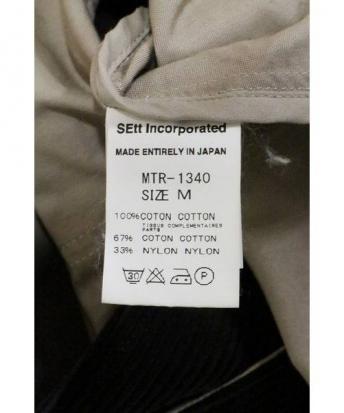 SEtt Incorporated
MADE ENTIRELY IN JAPAN
MTR-1340
SIZE M
100%COTON COTTON
TISSUS COMPLEMENTAIRES
PARTS
67% COTON COTTON
33% NYLON NYLON
30 P